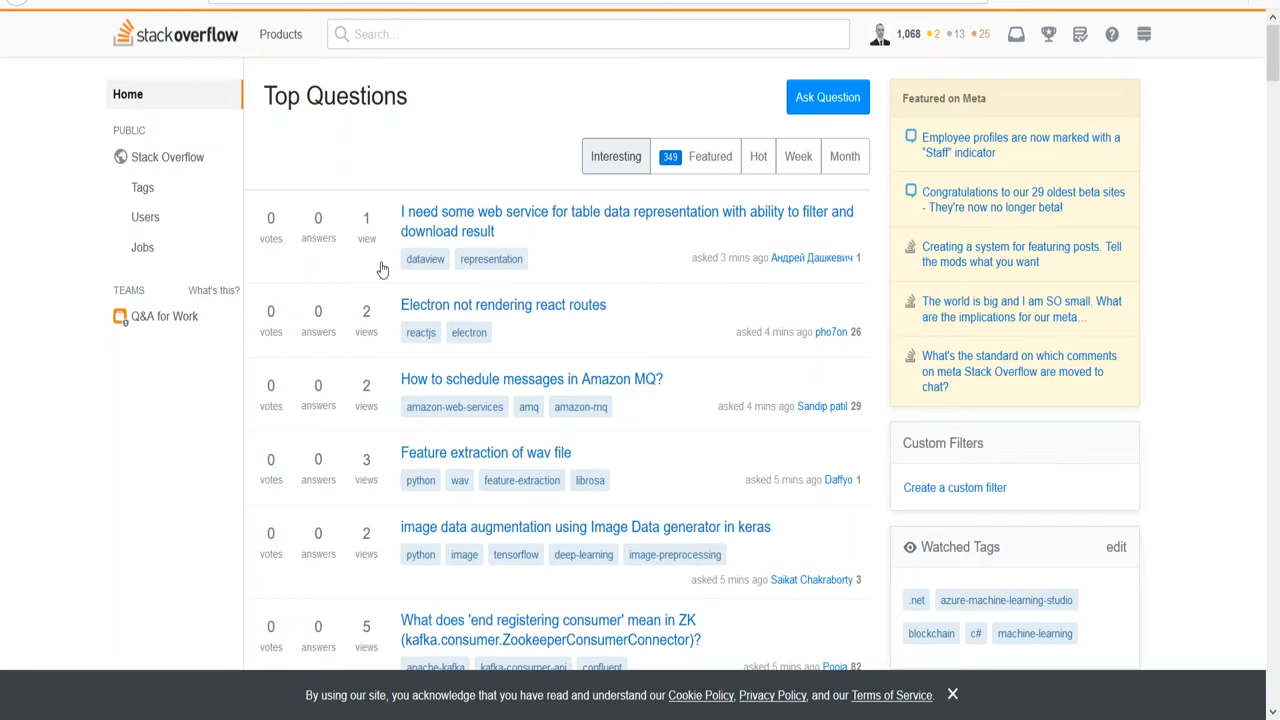 stackoverflow
Products
Search...
1,068 2 13 25
Home
PUBLIC
Stack Overflow
Tags
Users
Jobs
TEAMS What's this?
Q&A for Work
Top Questions
Ask Question
Interesting 349 Featured Hot Week Month
0 votes 0 answers 1 view
I need some web service for table data representation with ability to filter and
download result
dataview representation
asked 3 mins ago Андрей Дашкевич 1
0 votes 0 answers 2 views
Electron not rendering react routes
reactjs electron
asked 4 mins ago pho7on 26
0 votes 0 answers 2 views
How to schedule messages in Amazon MQ?
amazon-web-services amq amazon-mq
asked 4 mins ago Sandip patil 29
0 votes 0 answers 3 views
Feature extraction of wav file
python wav feature-extraction librosa
asked 5 mins ago Daffyo 1
0 votes 0 answers 2 views
image data augmentation using Image Data generator in keras
python image tensorflow deep-learning image-preprocessing
asked 5 mins ago Saikat Chakraborty 3
0 votes 0 answers 5 views
What does 'end registering consumer' mean in ZK
(kafka.consumer.ZookeeperConsumerConnector)?
apache-kafka kafka-consumer-api confluent
asked 5 mins ago Pooja 82
Featured on Meta
Employee profiles are now marked with a
"Staff" indicator
Congratulations to our 29 oldest beta sites
- They're now no longer beta!
Creating a system for featuring posts. Tell
the mods what you want
The world is big and I am SO small. What
are the implications for our meta...
What's the standard on which comments
on meta Stack Overflow are moved to
chat?
Custom Filters
Create a custom filter
Watched Tags edit
.net azure-machine-learning-studio
blockchain c# machine-learning
By using our site, you acknowledge that you have read and understand our Cookie Policy, Privacy Policy, and our Terms of Service.